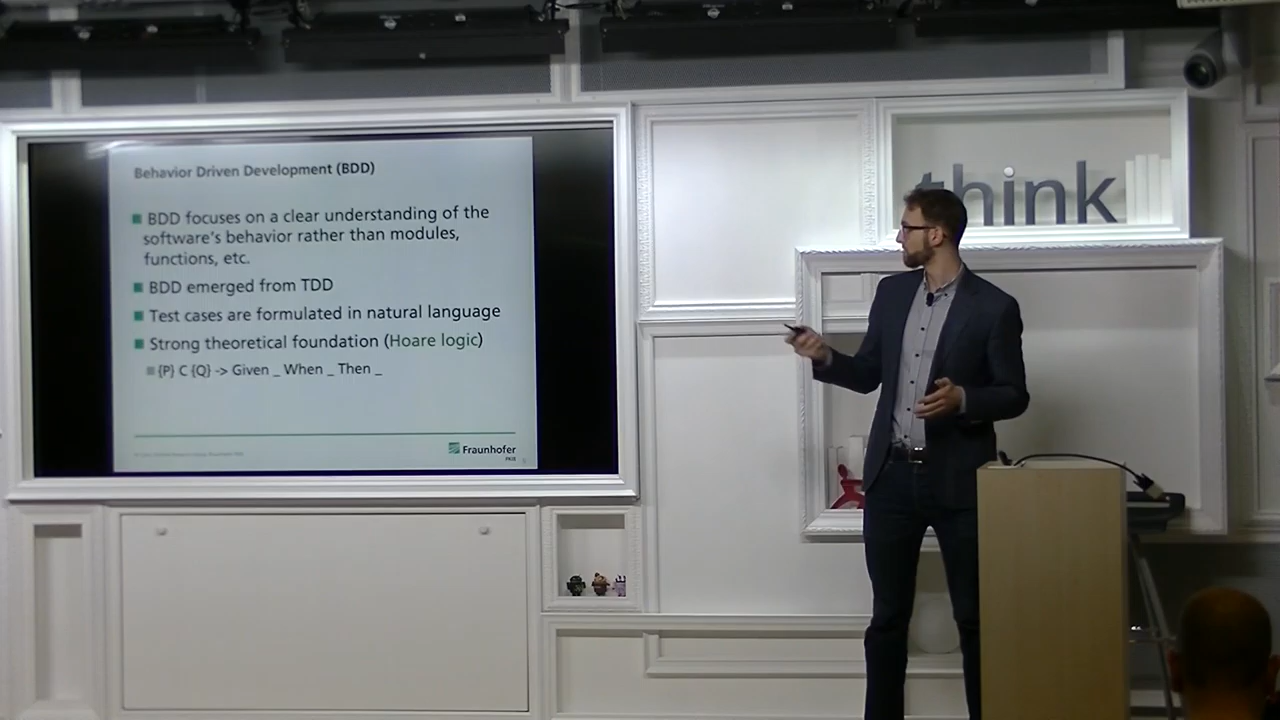 Behavior Driven Development (BDD)
BDD focuses on a clear understanding of the
software's behavior rather than modules,
functions, etc.
BDD emerged from TDD
Test cases are formulated in natural language
Strong theoretical foundation (Hoare logic)
{P} C {Q} -> Given _ When _ Then _
Fraunhofer
think